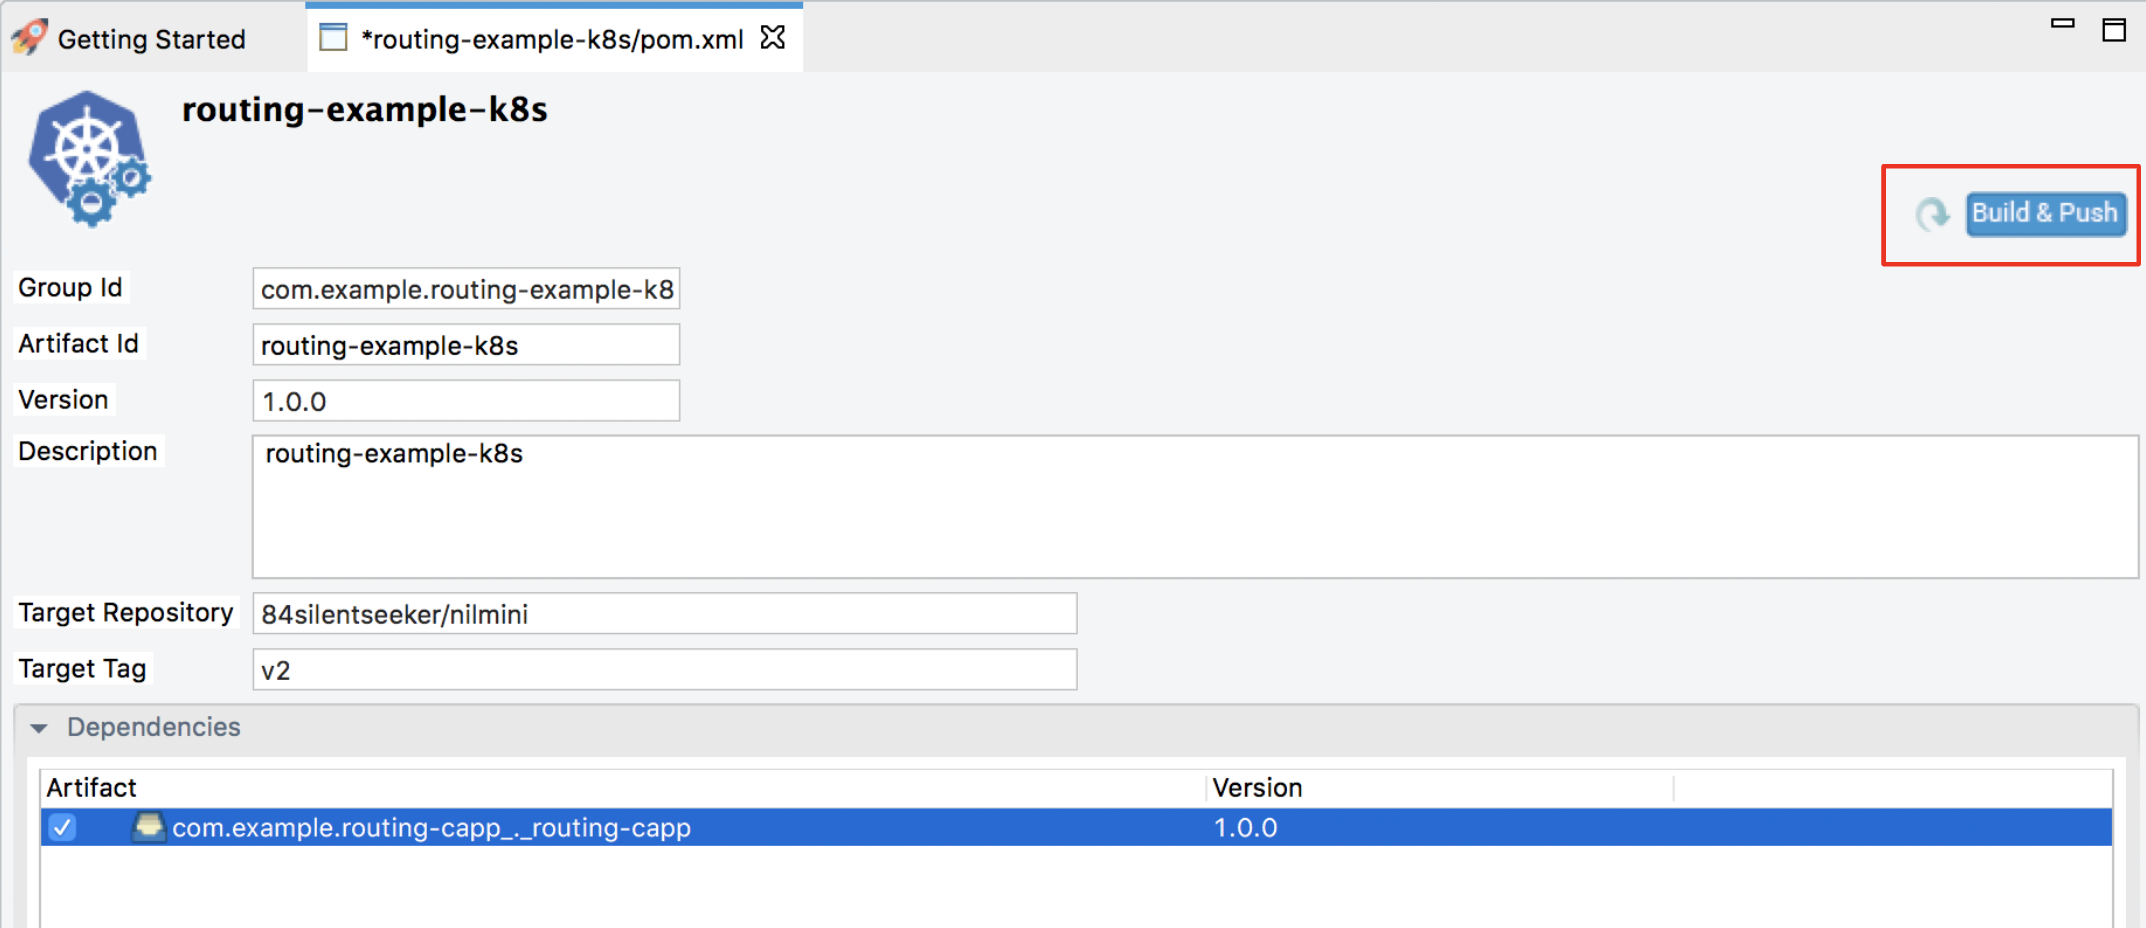 Getting Started
*routing-example-k8s/pom.xml
routing-example-k8s
Build & Push
Group Id com.example.routing-example-k8
Artifact Id routing-example-k8s
Version 1.0.0
Description routing-example-k8s
Target Repository 84silentseeker/nilmini
Target Tag v2
Dependencies
Artifact Version
com.example.routing-capp_._routing-capp 1.0.0